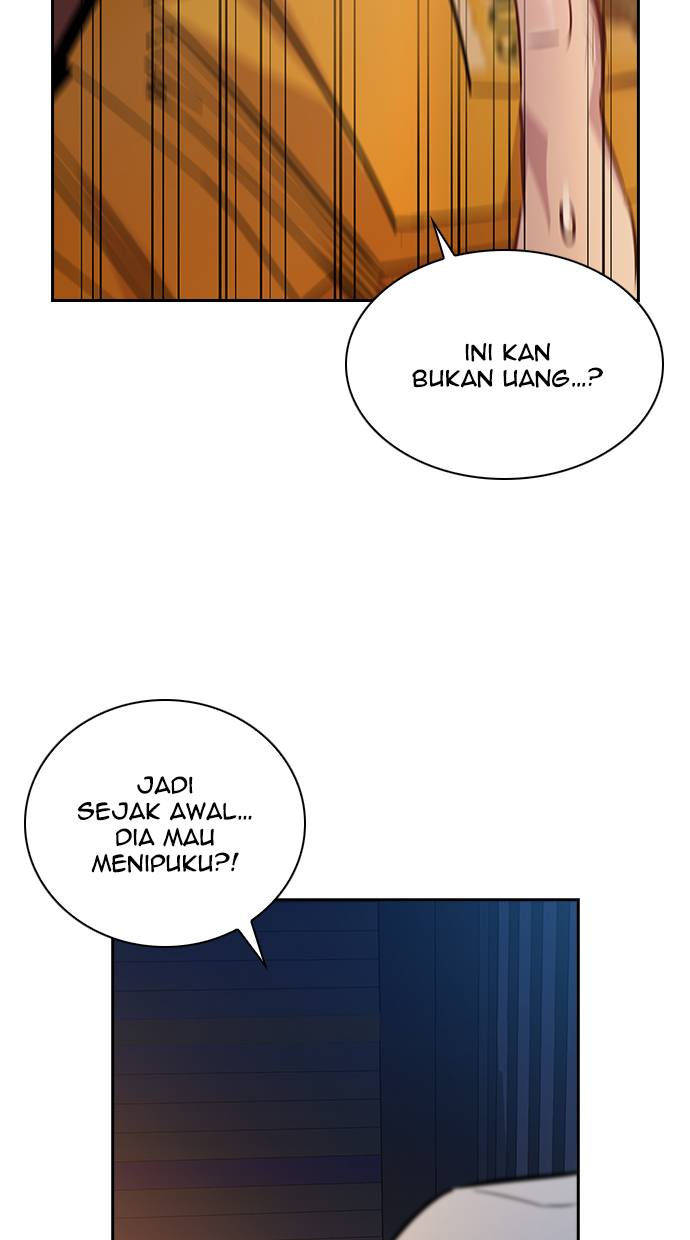 INI KAN
BUKAN UANG...?
JADI
SEJAK AWAL...
DIA MAU
MENIPUKU?!